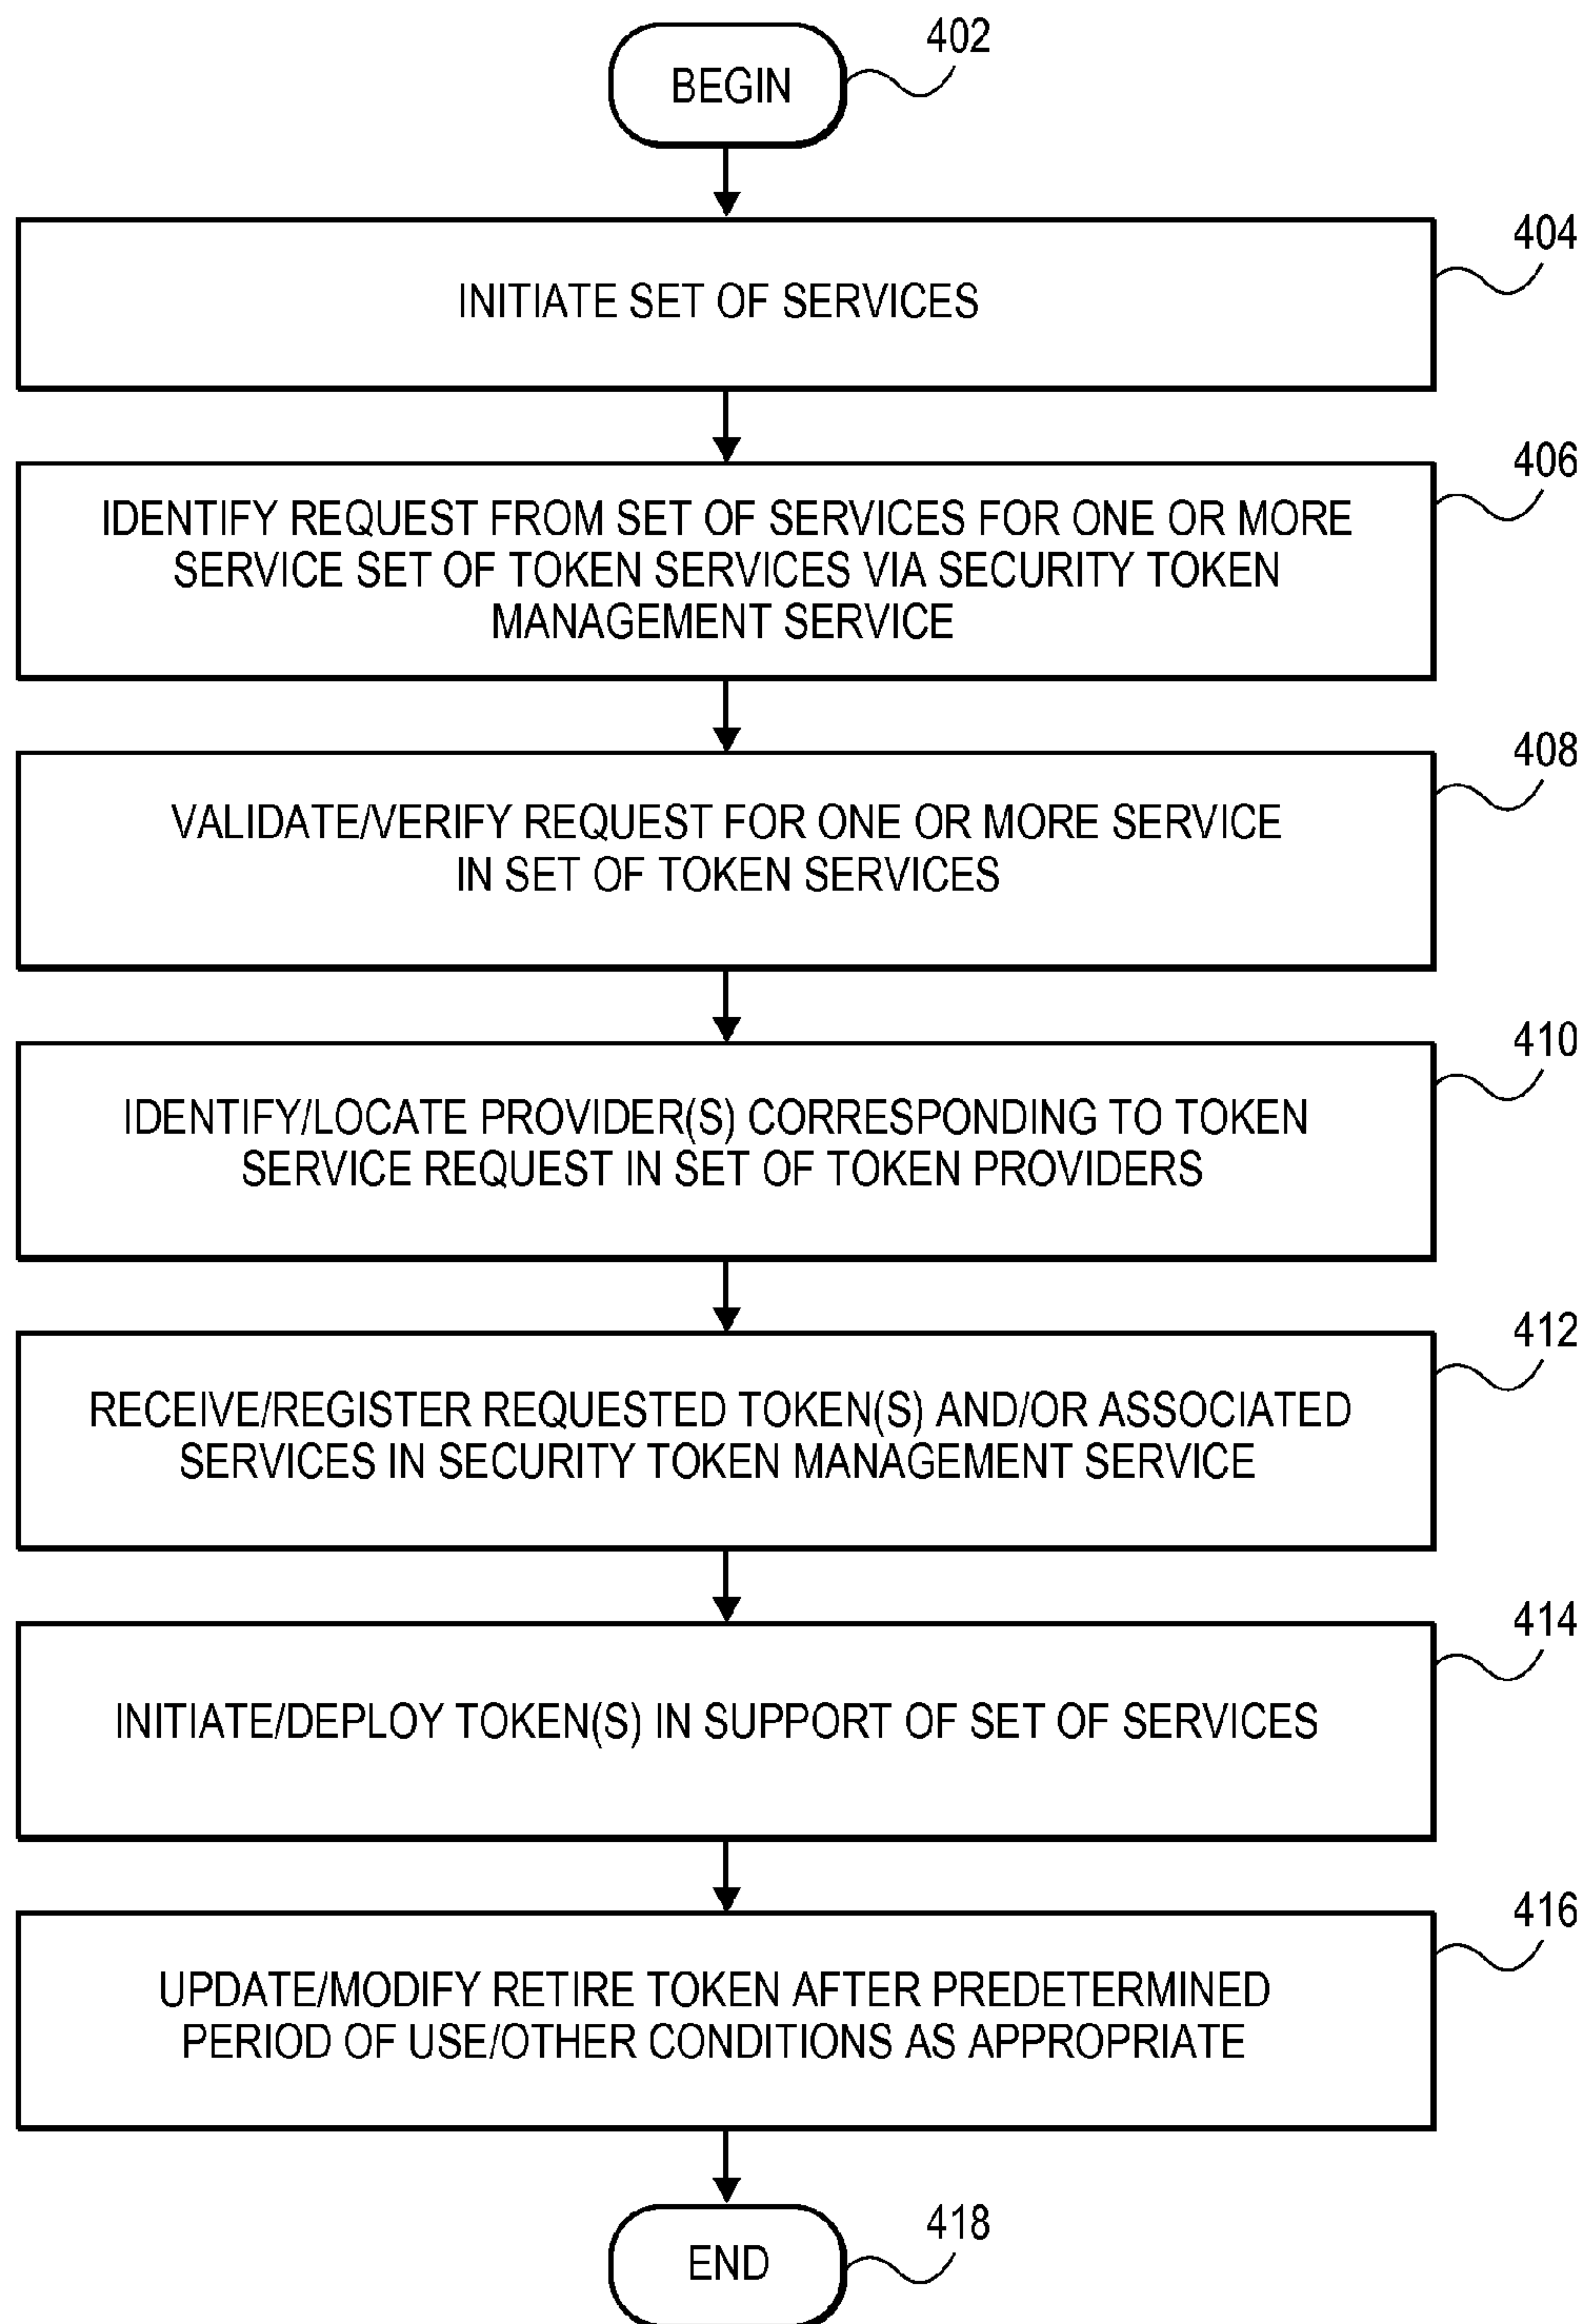 BEGIN
402
INITIATE SET OF SERVICES
404
IDENTIFY REQUEST FROM SET OF SERVICES FOR ONE OR MORE
SERVICE SET OF TOKEN SERVICES VIA SECURITY TOKEN
MANAGEMENT SERVICE
406
VALIDATE/VERIFY REQUEST FOR ONE OR MORE SERVICE
IN SET OF TOKEN SERVICES
408
IDENTIFY/LOCATE PROVIDER(S) CORRESPONDING TO TOKEN
SERVICE REQUEST IN SET OF TOKEN PROVIDERS
410
RECEIVE/REGISTER REQUESTED TOKEN(S) AND/OR ASSOCIATED
SERVICES IN SECURITY TOKEN MANAGEMENT SERVICE
412
INITIATE/DEPLOY TOKEN(S) IN SUPPORT OF SET OF SERVICES
414
UPDATE/MODIFY RETIRE TOKEN AFTER PREDETERMINED
PERIOD OF USE/OTHER CONDITIONS AS APPROPRIATE
416
END
418